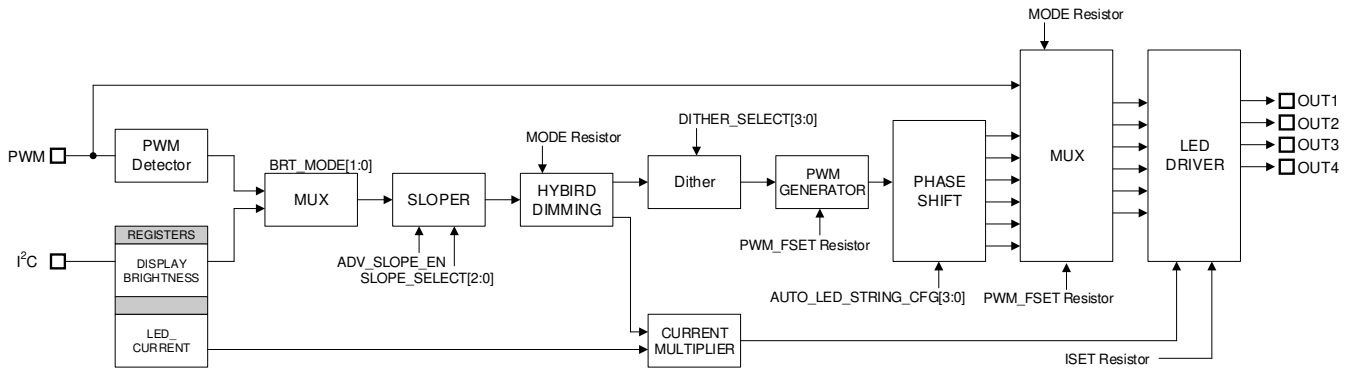 MODE Resistor
OUT1
OUT2
OUT3
OUT4
DITHER_SELECT[3:0]
MODE Resistor
PWM
PWM
Detector
BRT_MODE[1:0]
MUX
SLOPER
HYBIRD
DIMMING
Dither
PWM
GENERATOR
PHASE
SHIFT
MUX
LED
DRIVER
I2C
REGISTERS
DISPLAY
BRIGHTNESS
ADV_SLOPE_EN
SLOPE_SELECT[2:0]
PWM_FSET Resistor
AUTO_LED_STRING_CFG[3:0]
PWM_FSET Resistor
LED_
CURRENT
CURRENT
MULTIPLIER
ISET Resistor